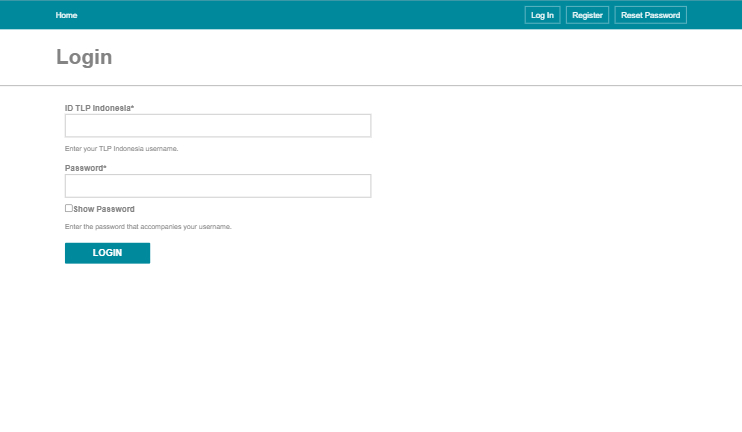 Home
Log In
Register
Reset Password
Login
ID TLP Indonesia*
Enter your TLP Indonesia username.
Password*
Show Password
Enter the password that accompanies your username.
LOGIN